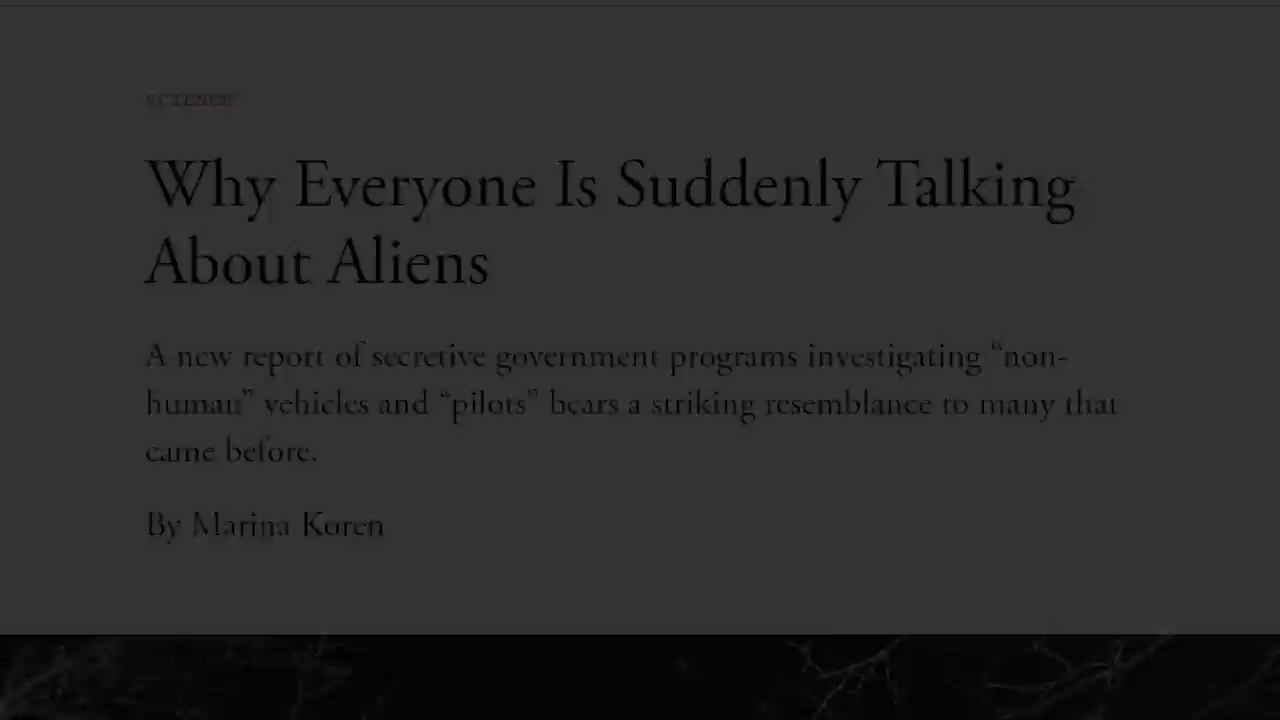 SCIENCE
Why Everyone Is Suddenly Talking
About Aliens
A new report of secretive government programs investigating “non-
human” vehicles and “pilots” bears a striking resemblance to many that
came before.
By Marina Koren